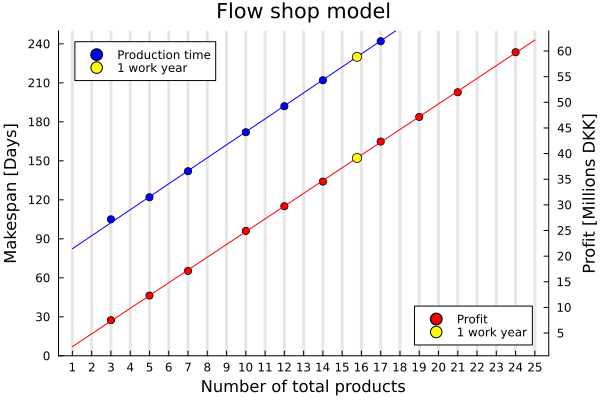 Flow shop model
Makespan [Days]
240
210
180
150
120
90
60
30
0
Production time
1 work year
Profit
1 work year
60
55
50
45
40
35
30
25
20
15
10
5
Profit [Millions DKK]
1 2 3 4 5 6 7 8 9 10 11 12 13 14 15 16 17 18 19 20 21 22 23 24 25
Number of total products